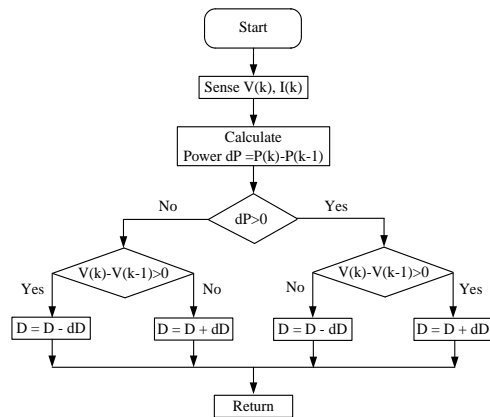 Start
Sense V(k), I(k)
Calculate
Power dP =P(k)-P(k-1)
No
dP>0
Yes
V(k)-V(k-1)>0
V(k)-V(k-1)>0
Yes
No
No
Yes
D = D - dD
D = D + dD
D = D - dD
D = D + dD
Return